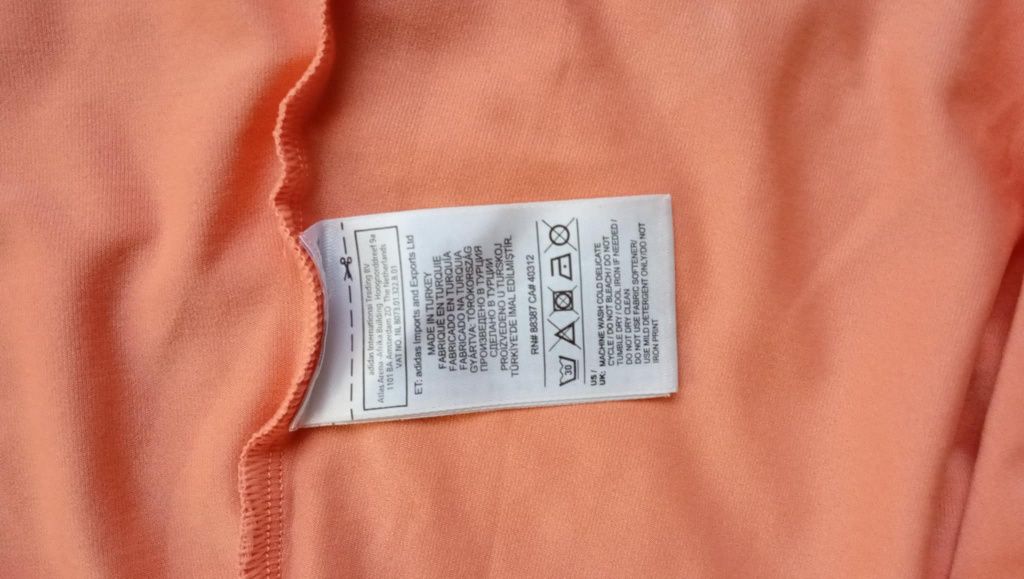 adidas International Trading BV
Atlas Arena -Afrika Building Hoogoorddreef 9a
1101 BA Amsterdam ZO The Netherlands
VAT NO. NL 8073.01.322.B.01
ET: adidas Imports and Exports Ltd
MADE IN TURKEY
FABRIQUÉ EN TURQUIE
FABRICADO EN TURQUÍA
FABRICADO NA TURQUIA
GYÁRTVA: TÖRÖKORSZÁG
ПРОИЗВЕДЕНО В ТУРЦИЯ
СДЕЛАНО В ТУРЦИИ
PROIZVEDENO U TURSKOJ
TÜRKİYE'DE İMAL EDİLMİŞTİR.
RN# 88387 CA# 40312
30
US /
UK: MACHINE WASH COLD DELICATE
CYCLE / DO NOT BLEACH / DO NOT
TUMBLE DRY / COOL IRON IF NEEDED /
DO NOT DRY CLEAN
DO NOT USE FABRIC SOFTENER/
USE MILD DETERGENT ONLY/DO NOT
IRON PRINT